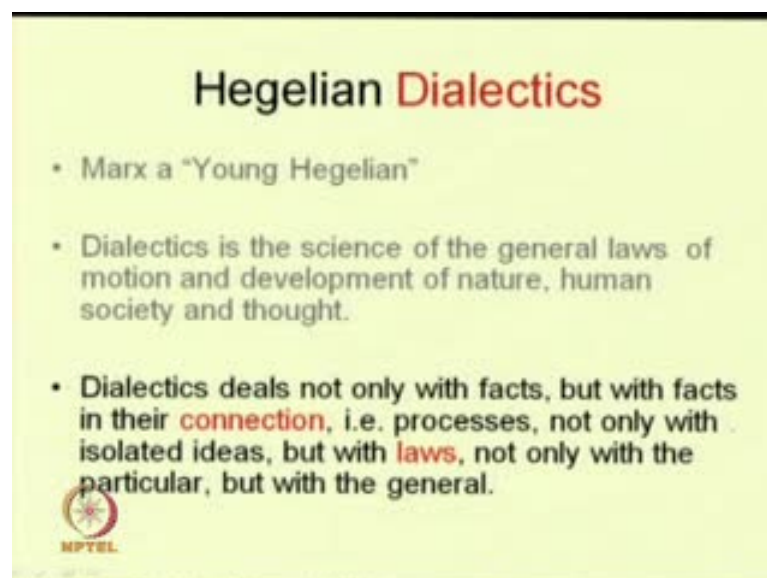 Hegelian Dialectics
• Marx a "Young Hegelian"
• Dialectics is the science of the general laws of
motion and development of nature, human
society and thought.
• Dialectics deals not only with facts, but with facts
in their connection, i.e. processes, not only with
isolated ideas, but with laws, not only with the
particular, but with the general.
NPTEL